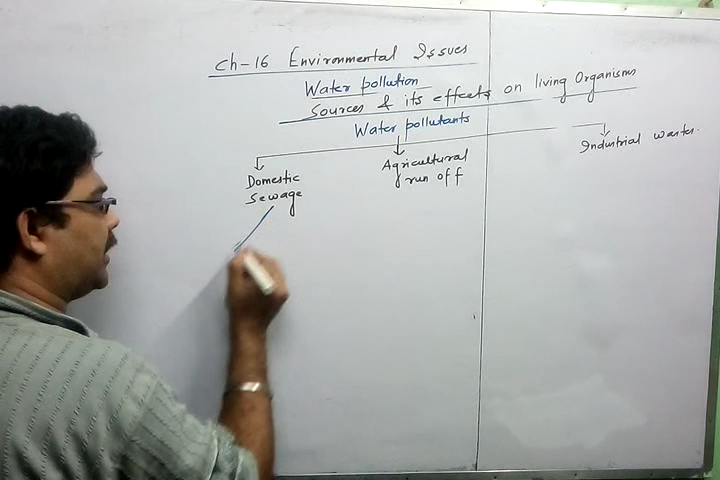 Ch-16 Environmental Issues
Water pollution
Sources & its effects on living Organisms
Water pollutants
Domestic Sewage
Agricultural run off
Industrial wastes.